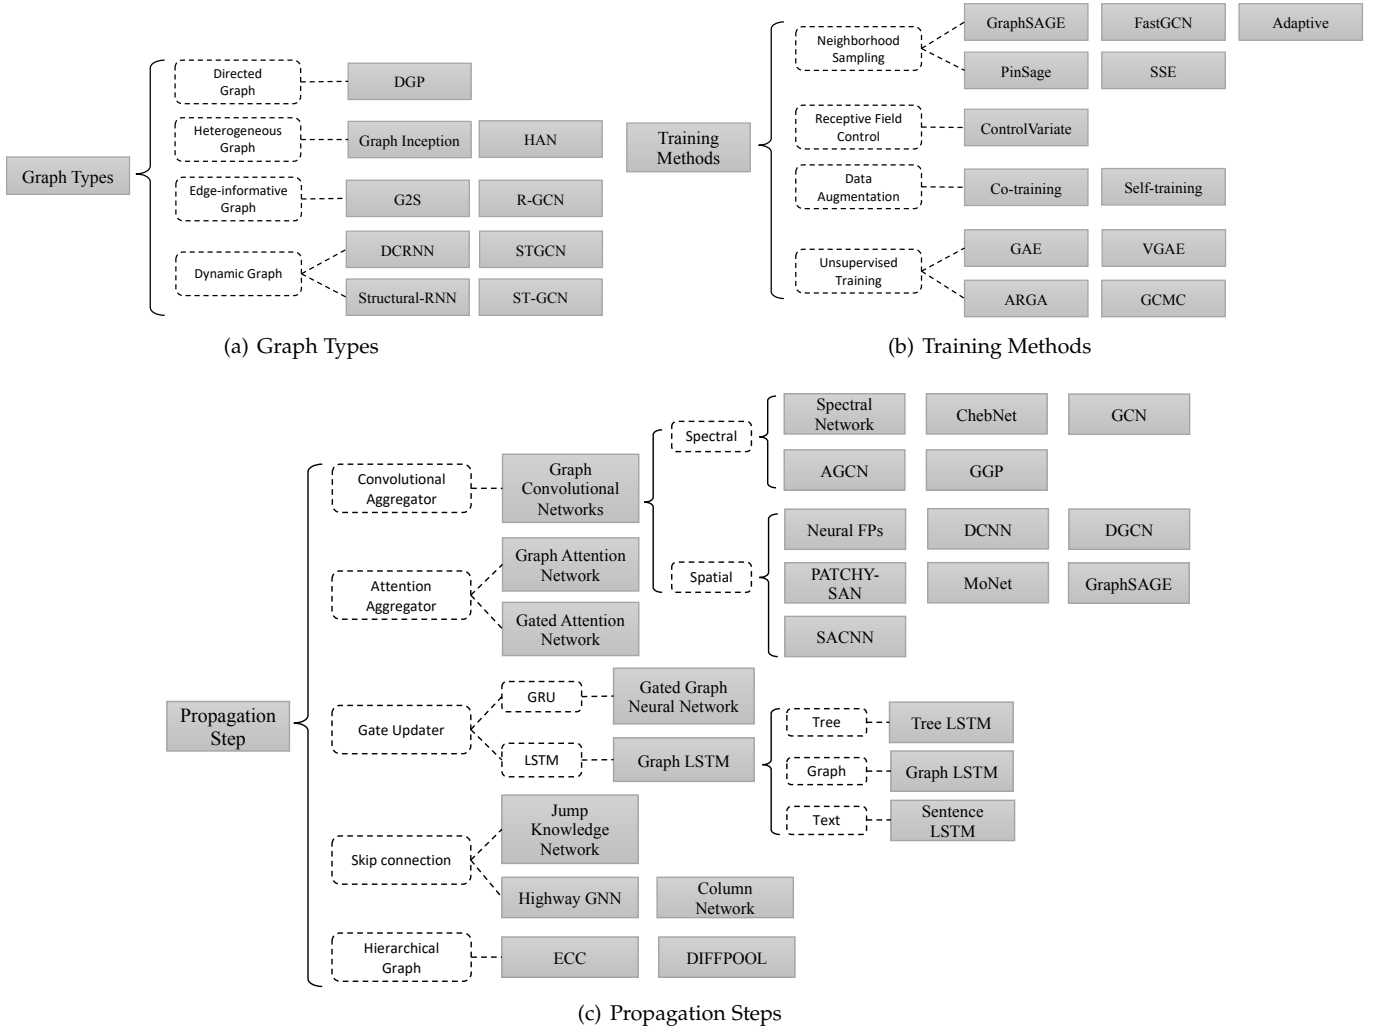 Graph Types
Directed
Graph
DGP
Heterogeneous
Graph
Graph Inception
HAN
Edge-informative
Graph
G2S
R-GCN
Dynamic Graph
DCRNN
STGCN
Structural-RNN
ST-GCN
(a) Graph Types
Training
Methods
Neighborhood
Sampling
GraphSAGE
FastGCN
Adaptive
PinSage
SSE
Receptive Field
Control
ControlVariate
Data
Augmentation
Co-training
Self-training
Unsupervised
Training
GAE
VGAE
ARGA
GCMC
(b) Training Methods
Propagation
Step
Convolutional
Aggregator
Graph
Convolutional
Networks
Spectral
Spectral
Network
ChebNet
GCN
AGCN
GGP
Spatial
Neural FPs
DCNN
DGCN
PATCHY-
SAN
MoNet
GraphSAGE
SACNN
Attention
Aggregator
Graph Attention
Network
Gated Attention
Network
Gate Updater
GRU
Gated Graph
Neural Network
LSTM
Graph LSTM
Tree
Tree LSTM
Graph
Graph LSTM
Text
Sentence
LSTM
Skip connection
Jump
Knowledge
Network
Highway GNN
Column
Network
Hierarchical
Graph
ECC
DIFFPOOL
(c) Propagation Steps